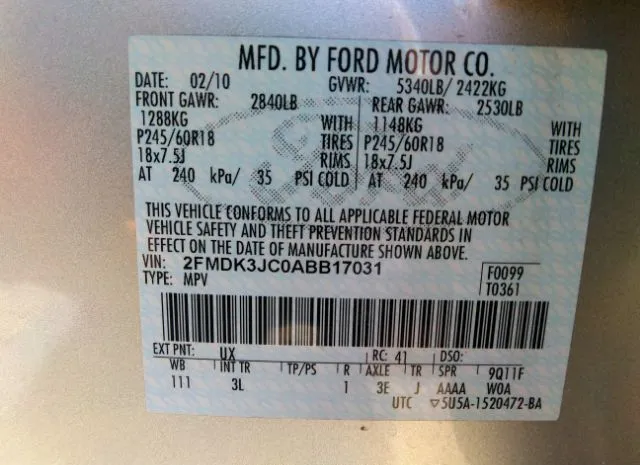 MFD. BY FORD MOTOR CO.
DATE: 02/10 GVWR: 5340LB/ 2422KG
FRONT GAWR: 2840LB REAR GAWR: 2530LB
1288KG WITH 1148KG WITH
P245/60R18 TIRES P245/60R18 TIRES
18x7.5J RIMS 18x7.5J RIMS
AT 240 kPa/ 35 PSI COLD AT 240 kPa/ 35 PSI COLD
THIS VEHICLE CONFORMS TO ALL APPLICABLE FEDERAL MOTOR
VEHICLE SAFETY AND THEFT PREVENTION STANDARDS IN
EFFECT ON THE DATE OF MANUFACTURE SHOWN ABOVE.
VIN: 2FMDK3JC0ABB17031
TYPE: MPV
F0099
T0361
EXT PNT: UX RC: 41 DSO:
WB INT TR TP/PS R AXLE TR SPR 9Q11F
111 3L 1 3E J AAAA W0A
UTC ▽5U5A-1520472-BA
Ford